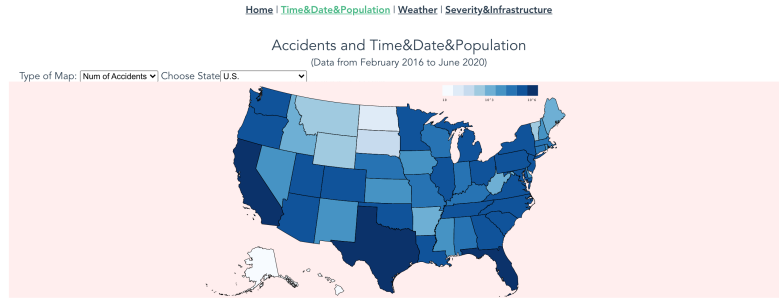 Home | Time&Date&Population | Weather | Severity&Infrastructure
Accidents and Time&Date&Population
(Data from February 2016 to June 2020)
Type of Map: Num of Accidents Choose State U.S.